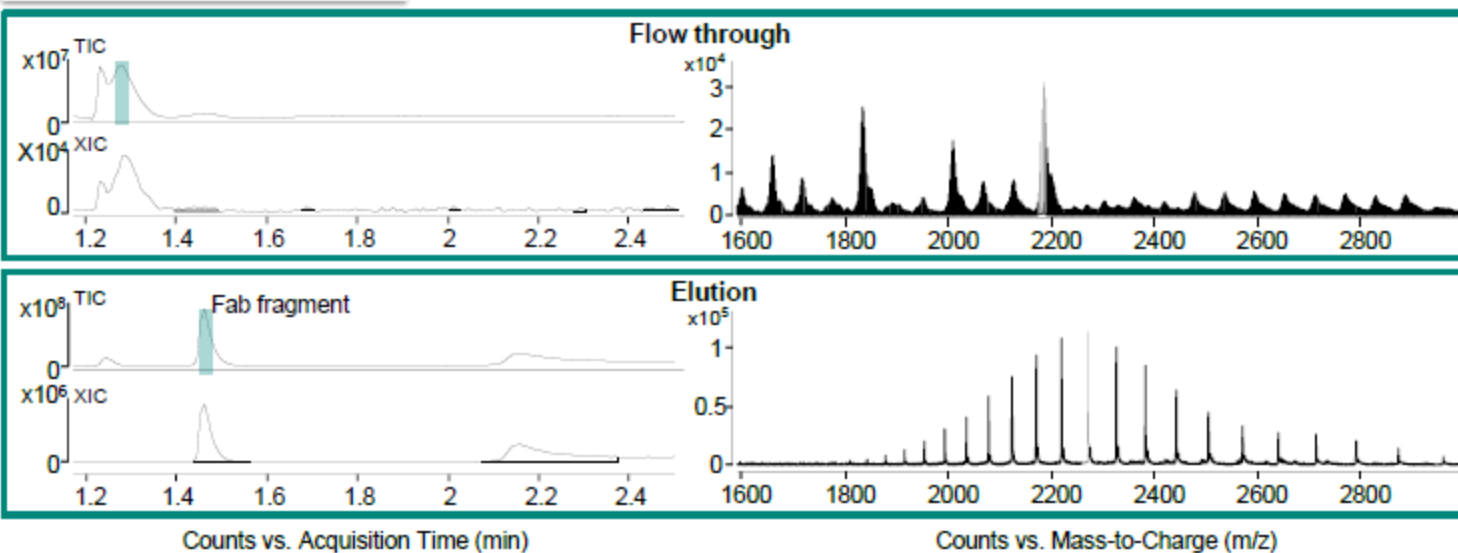 Flow through
x10⁷ TIC
0
X10⁴ XIC
0
1.2 1.4 1.6 1.8 2 2.2 2.4
x10⁴
3
2
1
0
1600 1800 2000 2200 2400 2600 2800
Elution
x10⁸ TIC
Fab fragment
0
x10⁶ XIC
0
1.2 1.4 1.6 1.8 2 2.2 2.4
x10⁵
1
0.5
0
1600 1800 2000 2200 2400 2600 2800
Counts vs. Acquisition Time (min)
Counts vs. Mass-to-Charge (m/z)